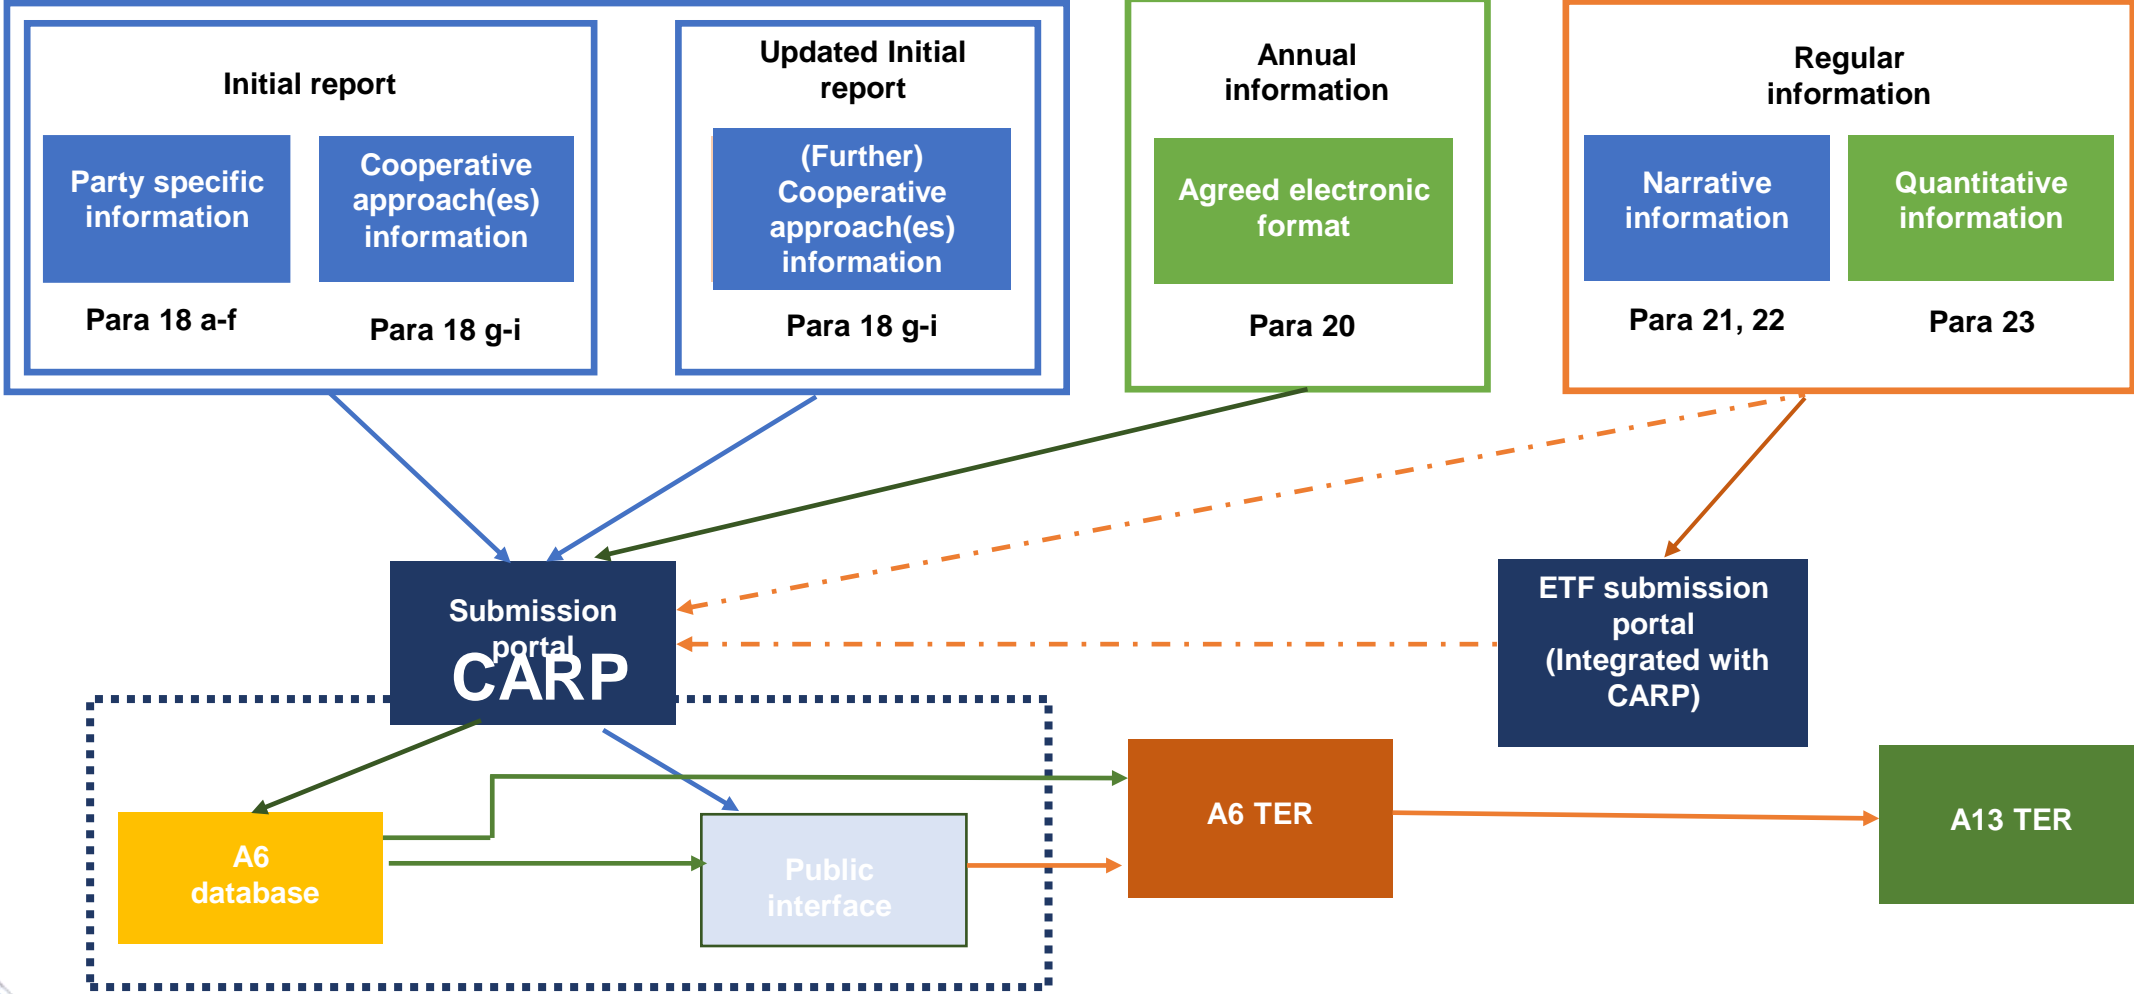 Initial report
Party specific
information
Para 18 a-f
Cooperative
approach(es)
information
Para 18 g-i
Updated Initial
report
(Further)
Cooperative
approach(es)
information
Para 18 g-i
Annual
information
Agreed electronic
format
Para 20
Regular
information
Narrative
information
Para 21, 22
Quantitative
information
Para 23
Submission
portal
CARP
ETF submission
portal
(Integrated with
CARP)
A6
database
Public
interface
A6 TER
A13 TER